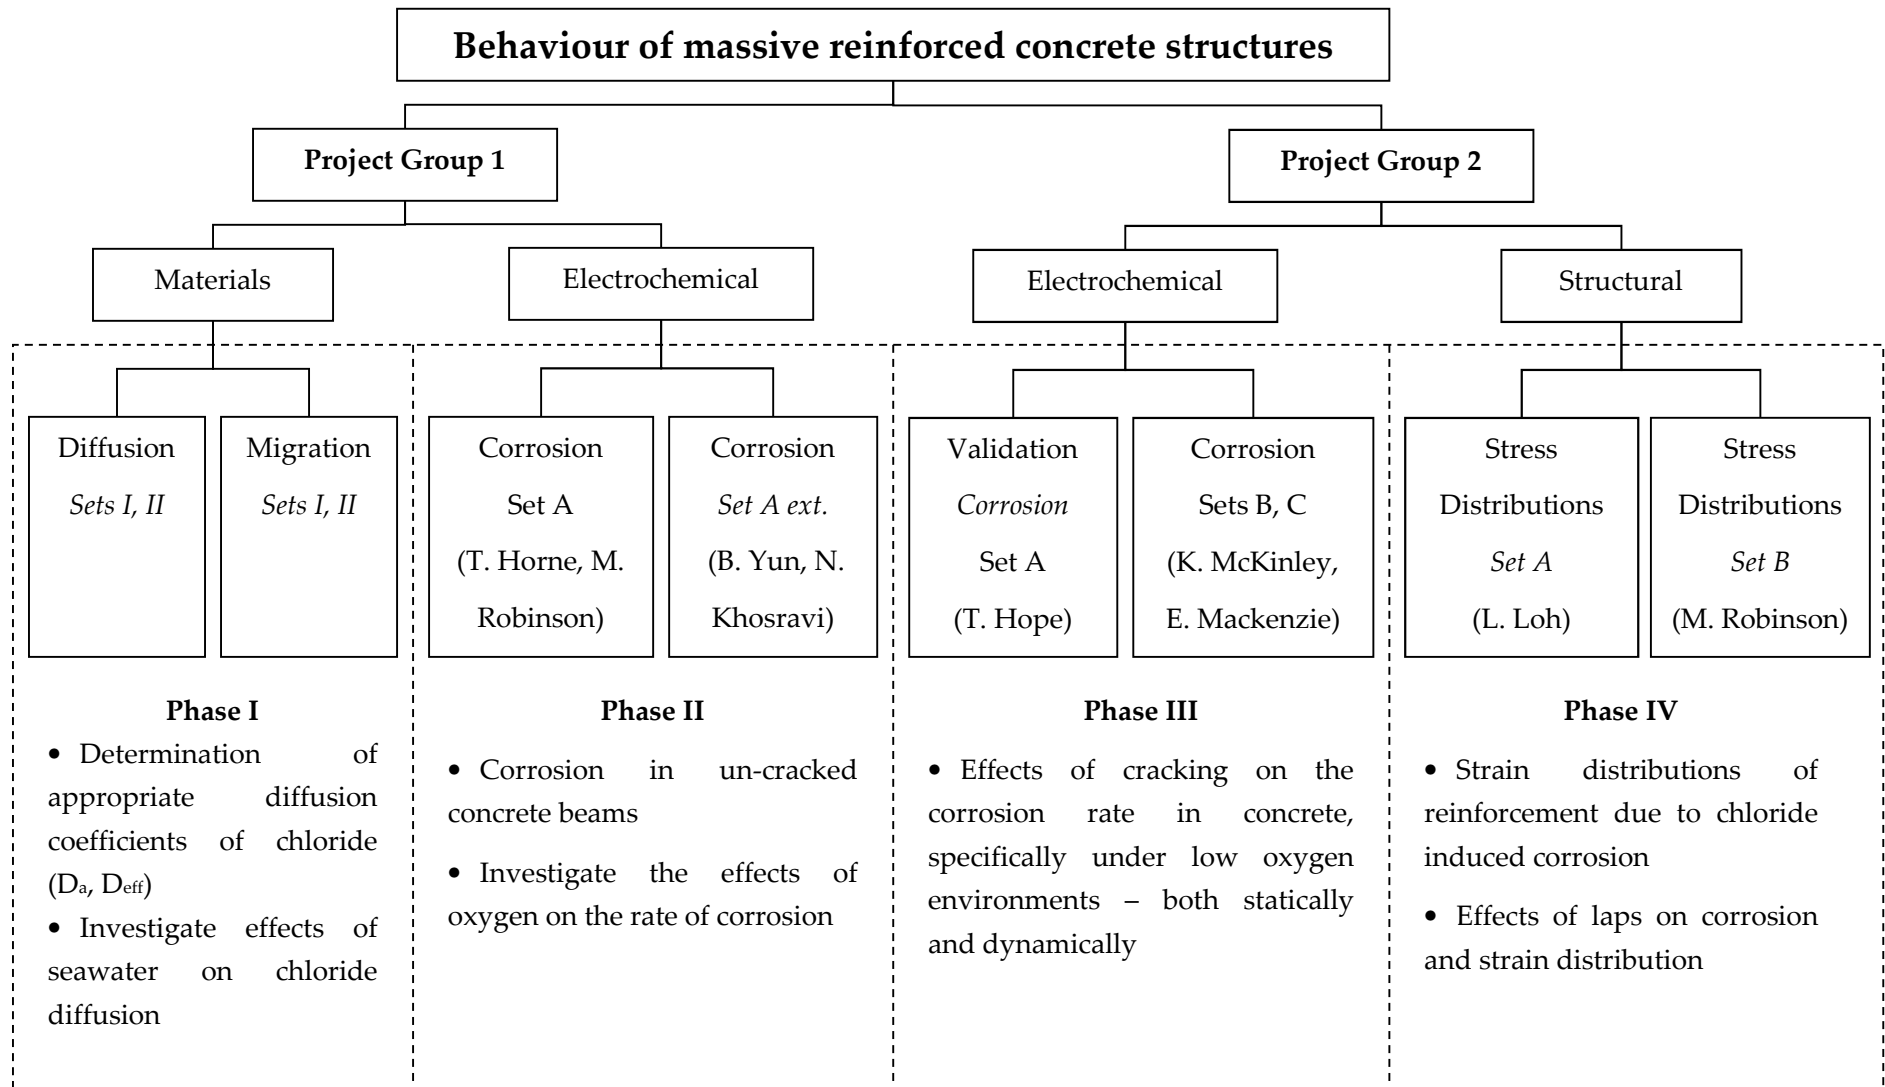 Behaviour of massive reinforced concrete structures
Project Group 1
Project Group 2
Materials
Electrochemical
Electrochemical
Structural
Diffusion
Sets I, II
Migration
Sets I, II
Corrosion
Set A
(T. Horne, M.
Robinson)
Corrosion
Set A ext.
(B. Yun, N.
Khosravi)
Validation
Corrosion
Set A
(T. Hope)
Corrosion
Sets B, C
(K. McKinley,
E. Mackenzie)
Stress
Distributions
Set A
(L. Loh)
Stress
Distributions
Set B
(M. Robinson)
Phase I
• Determination of
appropriate diffusion
coefficients of chloride
(Da, Deff)
• Investigate effects of
seawater on chloride
diffusion
Phase II
• Corrosion in un-cracked
concrete beams
• Investigate the effects of
oxygen on the rate of corrosion
Phase III
• Effects of cracking on the
corrosion rate in concrete,
specifically under low oxygen
environments – both statically
and dynamically
Phase IV
• Strain distributions of
reinforcement due to chloride
induced corrosion
• Effects of laps on corrosion
and strain distribution